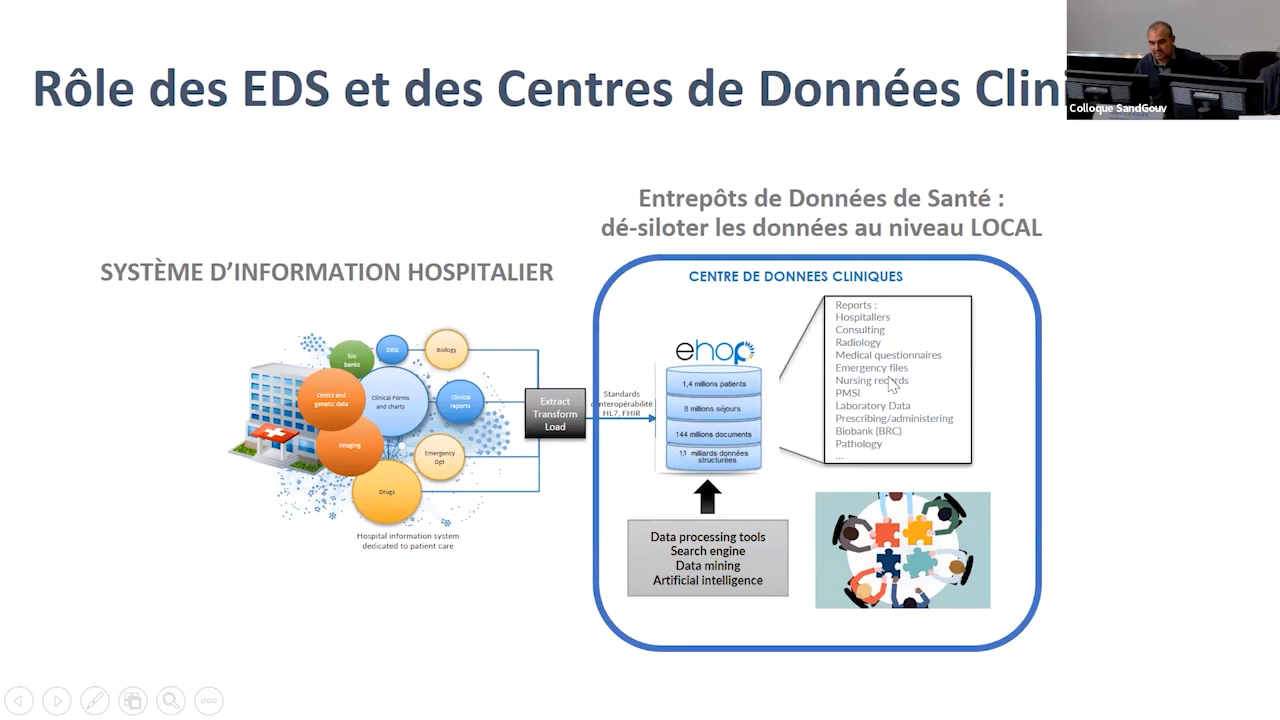 Rôle des EDS et des Centres de Données Clin
Colloque SandGouv
Entrepôts de Données de Santé :
dé-siloter les données au niveau LOCAL
SYSTÈME D'INFORMATION HOSPITALIER
CENTRE DE DONNEES CLINIQUES
bio
banks
DRG
Biology
Omics and
genetic data
Clinical Forms
and charts
Clinical
reports
Imaging
Emergency
Dpt
Drugs
Hospital information system
dedicated to patient care
Extract
Transform
Load
Standards
d'interopérabilité
HL7, FHIR
ehop
1,4 millions patients
8 millions séjours
144 millions documents
1,1 milliards données
structurées
Reports :
Hospitallers
Consulting
Radiology
Medical questionnaires
Emergency files
Nursing records
PMSI
Laboratory Data
Prescribing/administering
Biobank (BRC)
Pathology
...
Data processing tools
Search engine
Data mining
Artificial intelligence